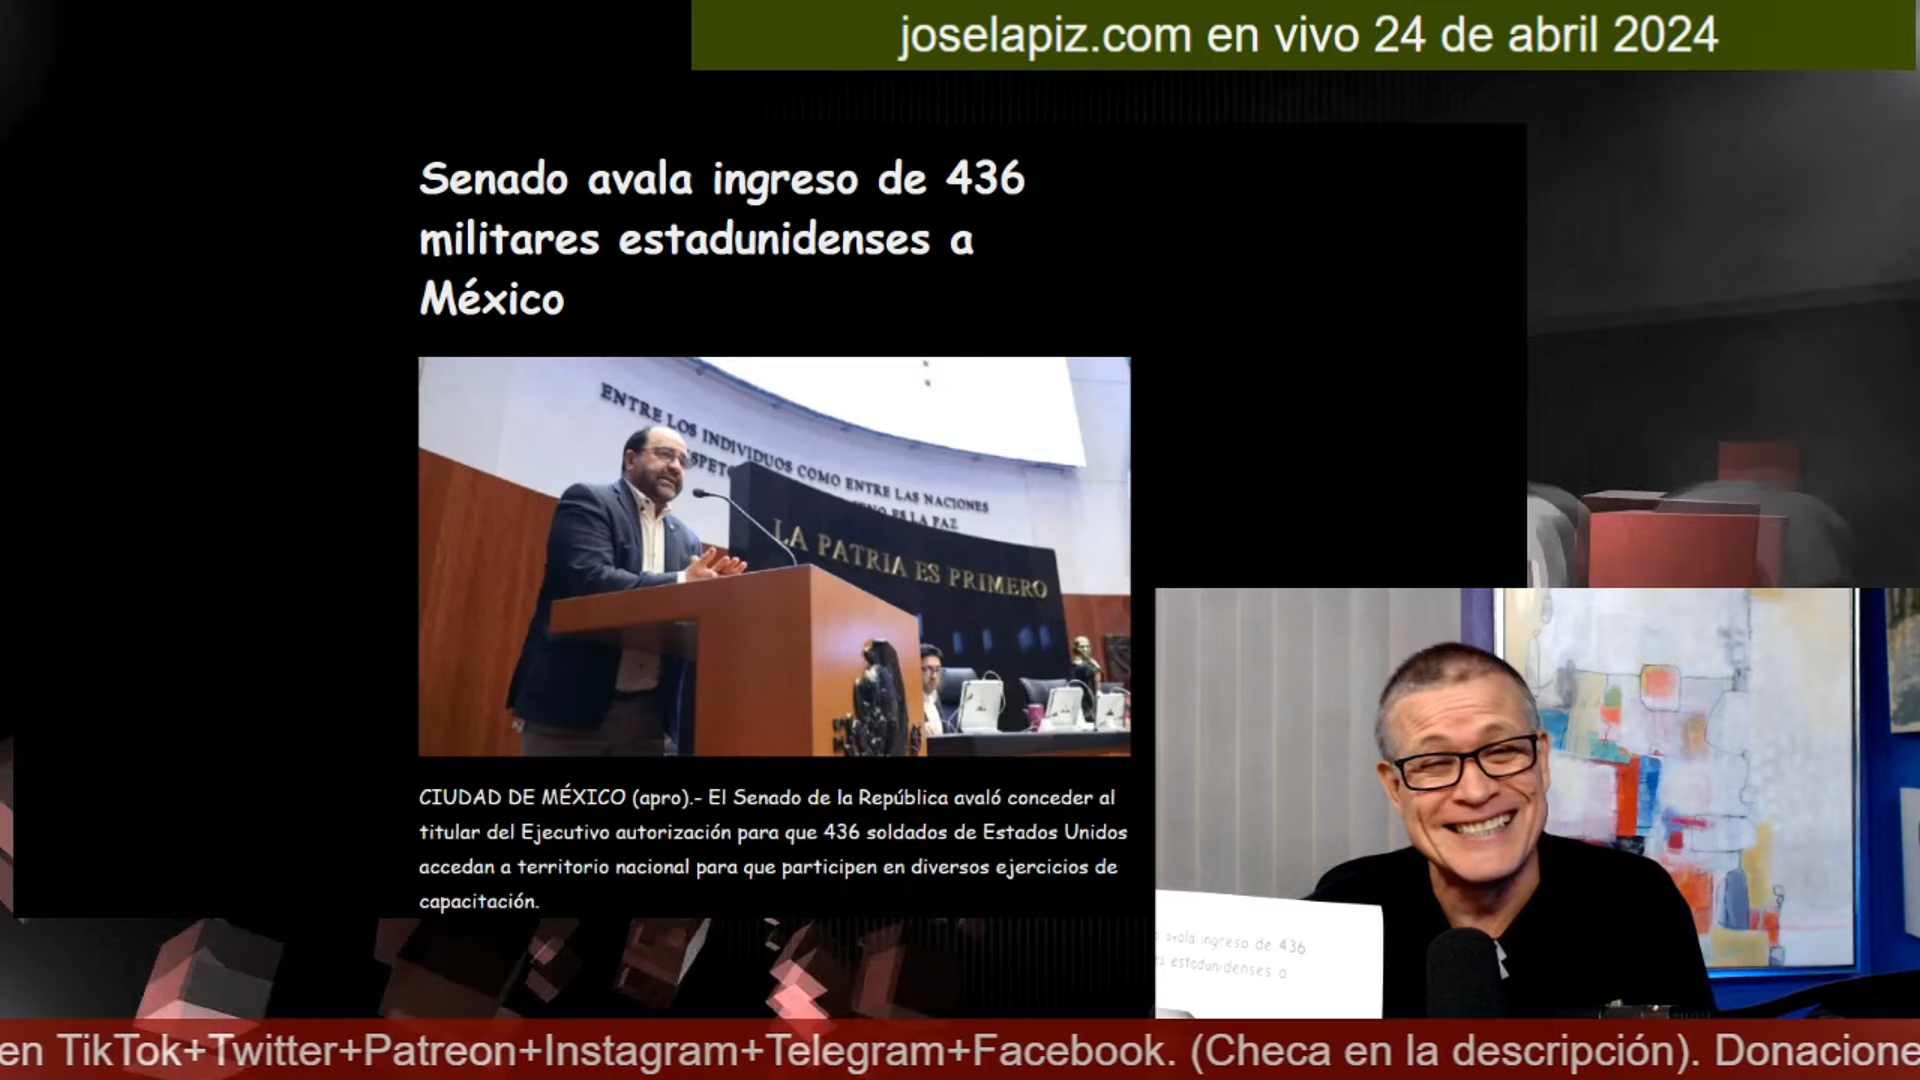 joselapiz.com en vivo 24 de abril 2024
Senado avala ingreso de 436
militares estadunidenses a
México
ENTRE LOS INDIVIDUOS COMO ENTRE LAS NACIONES
ES LA PAZ
LA PATRIA ES PRIMERO
CIUDAD DE MÉXICO (apro).- El Senado de la República avaló conceder al
titular del Ejecutivo autorización para que 436 soldados de Estados Unidos
accedan a territorio nacional para que participen en diversos ejercicios de
capacitación.
avala ingreso de 436
estadunidenses a
en TikTok+Twitter+Patreon+Instagram+Telegram+Facebook. (Checa en la descripción). Donacione